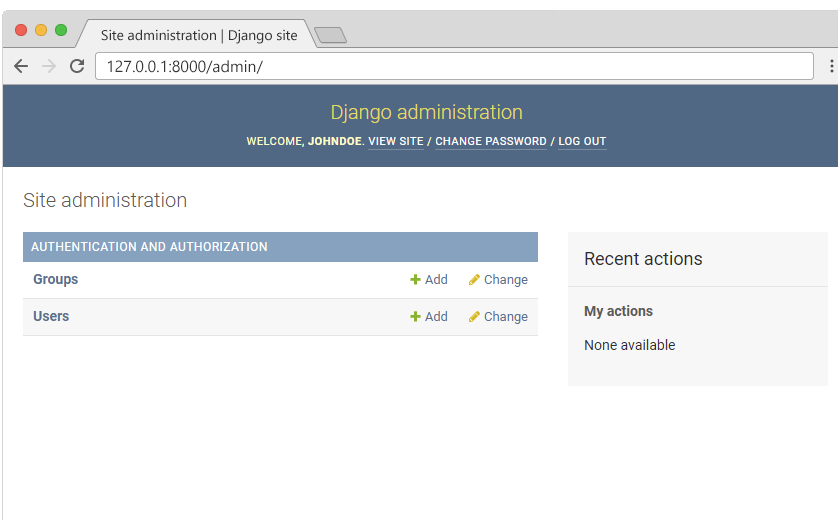 Site administration | Django site
127.0.0.1:8000/admin/
Django administration
WELCOME, JOHNDOE. VIEW SITE / CHANGE PASSWORD / LOG OUT
Site administration
AUTHENTICATION AND AUTHORIZATION
Groups Add Change
Users Add Change
Recent actions
My actions
None available